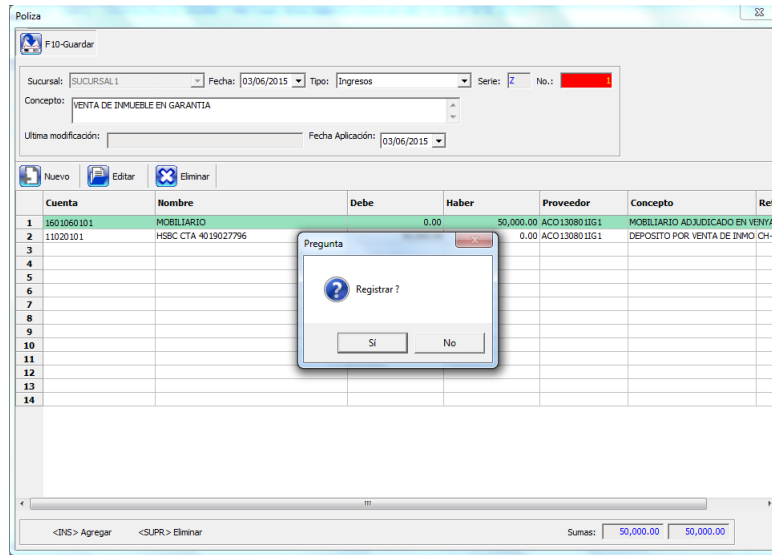 Poliza
F10-Guardar
Sucursal: SUCURSAL1 Fecha: 03/06/2015 Tipo: Ingresos Serie: Z No.: 1
Concepto: VENTA DE INMUEBLE EN GARANTIA
Ultima modificación: Fecha Aplicación: 03/06/2015
Nuevo Editar Eliminar
Cuenta Nombre Debe Haber Proveedor Concepto Ref
1 1601060101 MOBILIARIO 0.00 50,000.00 ACO130801IG1 MOBILIARIO ADJUDICADO EN VENYA
2 11020101 HSBC CTA 4019027796 0.00 ACO130801IG1 DEPOSITO POR VENTA DE INMO CH-
3
4
5
6
7
8
9
10
11
12
13
14
Pregunta
Registrar ?
Sí No
<INS> Agregar <SUPR> Eliminar Sumas: 50,000.00 50,000.00